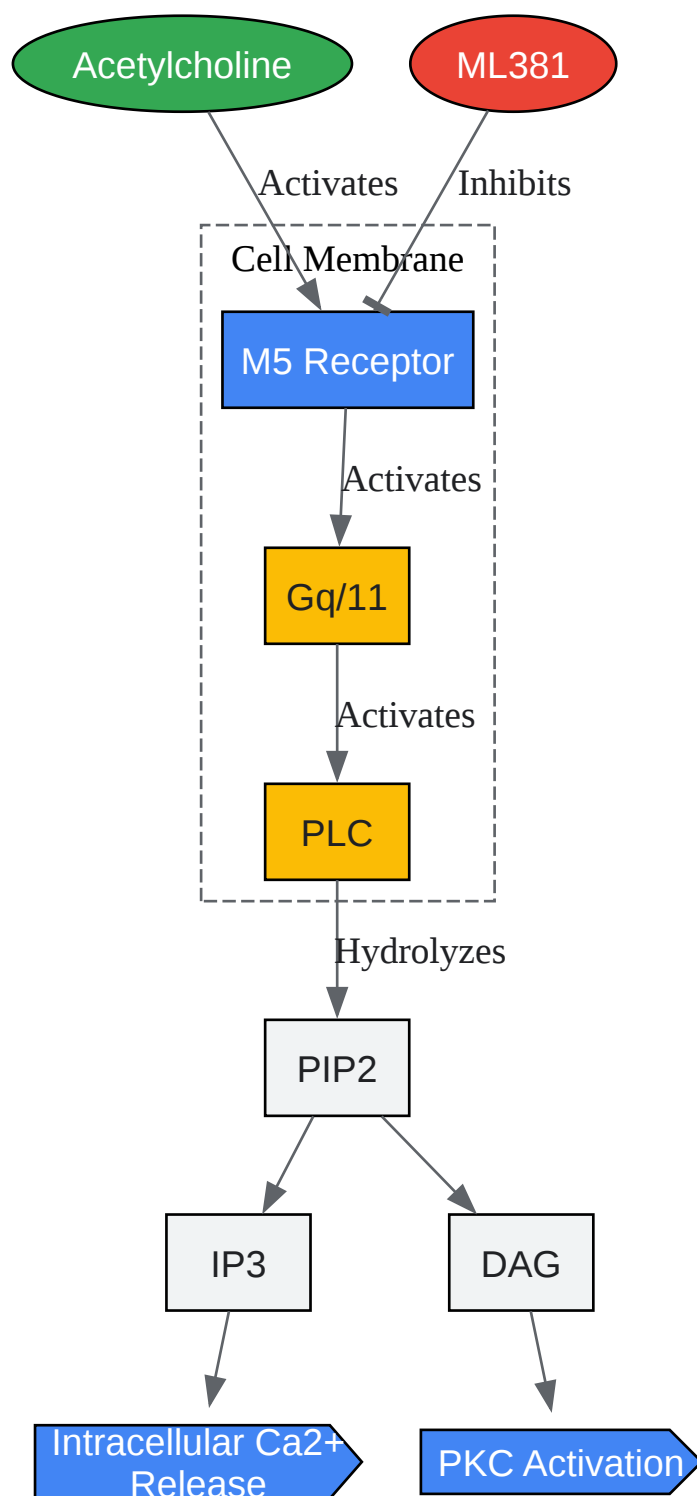 Acetylcholine
ML381
Activates
Inhibits
Cell Membrane
M5 Receptor
Activates
Gq/11
Activates
PLC
Hydrolyzes
PIP2
IP3
DAG
Intracellular Ca2+
Release
PKC Activation